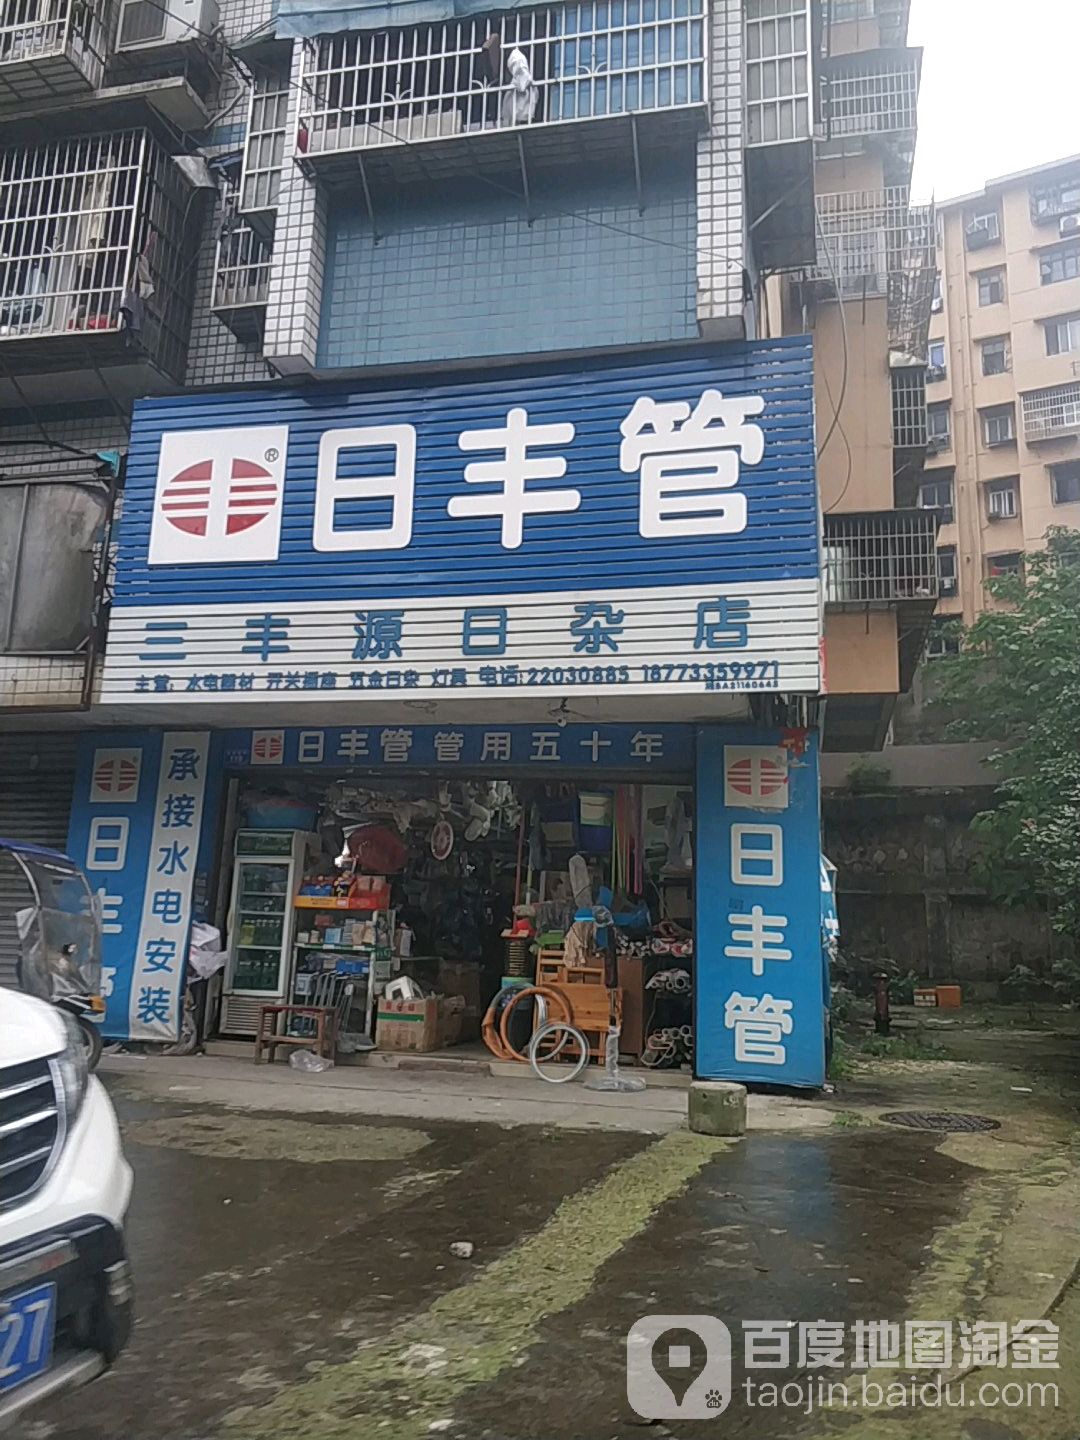 ®
日丰管
三丰源日杂店
主营：水电管材 开关插座 五金日杂 灯具 电话:22030885 18773359971
日丰管 管用五十年
日丰管
承接水电安装
日丰管
27
百度地图淘金
taojin.baidu.com